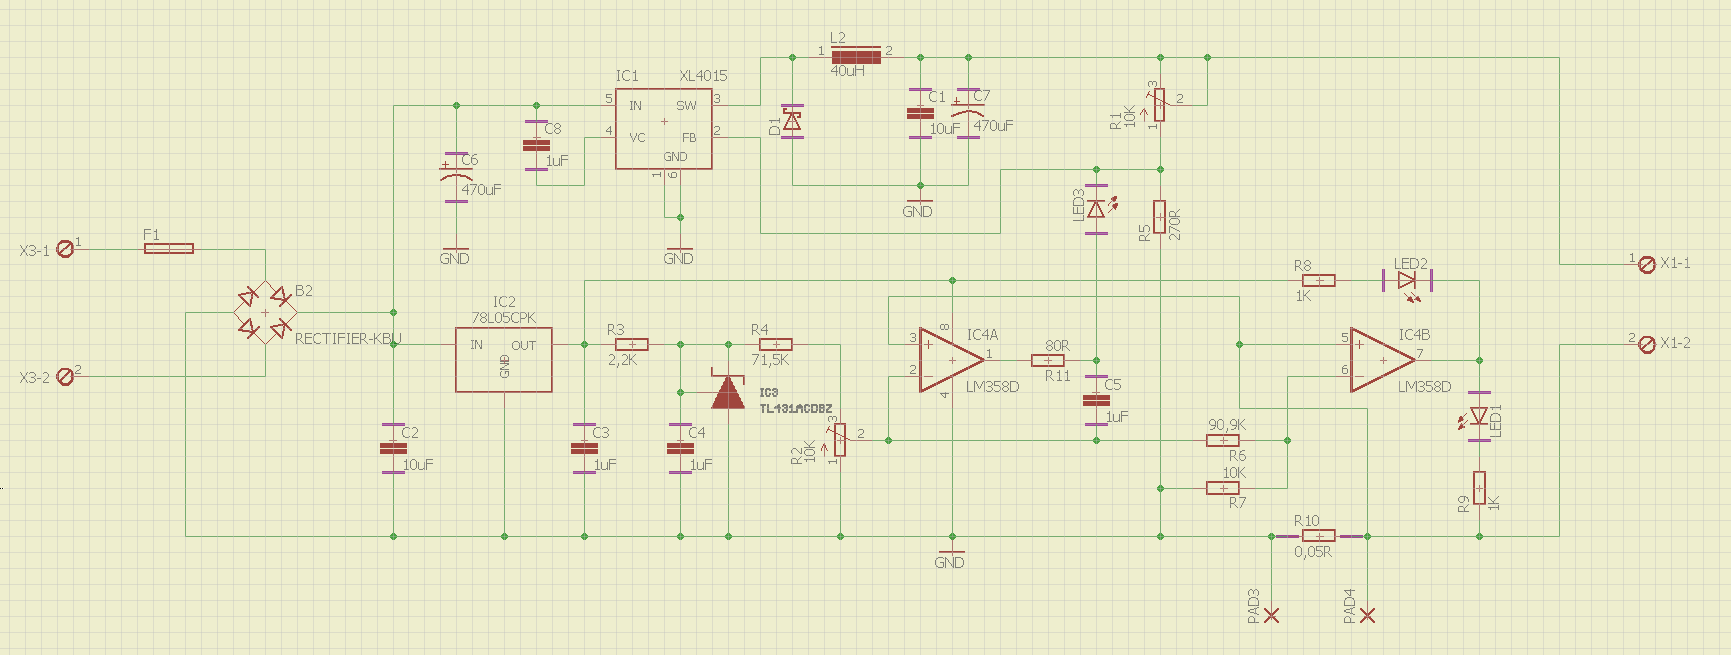 L2
1
2
40uH
IC1
XL4015
5
IN
SW
3
4
VC
FB
2
GND
1
6
C8
1uF
C6
+
470uF
GND
GND
D1
C1
10uF
C7
+
470uF
GND
R1
10K
3
2
1
LED3
R5
270R
X3-1
1
F1
B2
RECTIFIER-KBU
X3-2
2
IC2
78L05CPK
IN
OUT
GND
R3
2,2K
R4
71,5K
IC3
TL431ACDBZ
C2
10uF
C3
1uF
C4
1uF
R2
10K
3
2
1
IC4A
8
3
+
2
-
1
4
LM358D
80R
R11
C5
1uF
R8
1K
LED2
X1-1
1
X1-2
2
IC4B
5
+
6
-
7
LM358D
90,9K
R6
10K
R7
LED1
R9
1K
R10
0,05R
GND
PAD3
PAD4